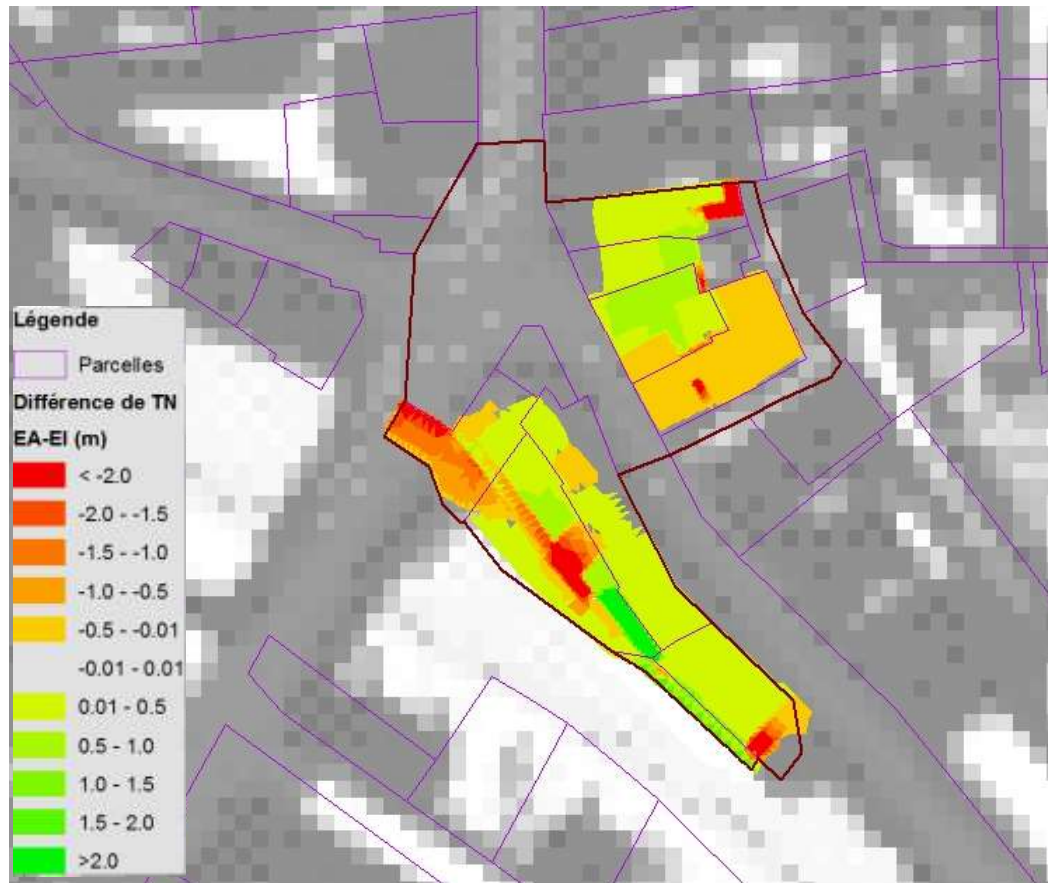 Légende
Parcelles
Différence de TN
EA-EI (m)
< -2.0
-2.0 - -1.5
-1.5 - -1.0
-1.0 - -0.5
-0.5 - -0.01
-0.01 - 0.01
0.01 - 0.5
0.5 - 1.0
1.0 - 1.5
1.5 - 2.0
>2.0